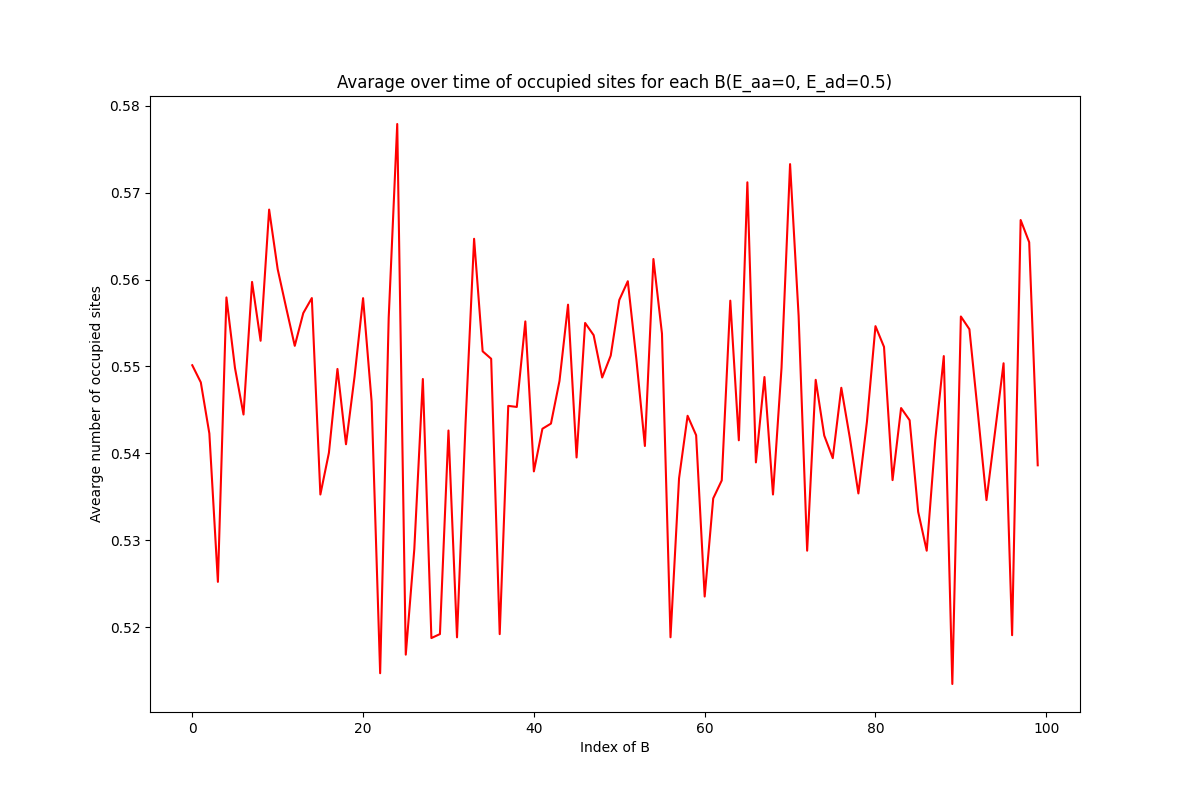 Avarage over time of occupied sites for each B(E_aa=0, E_ad=0.5)
0.58
0.57
0.56
0.55
0.54
0.53
0.52
Avearge number of occupied sites
0 20 40 60 80 100
Index of B